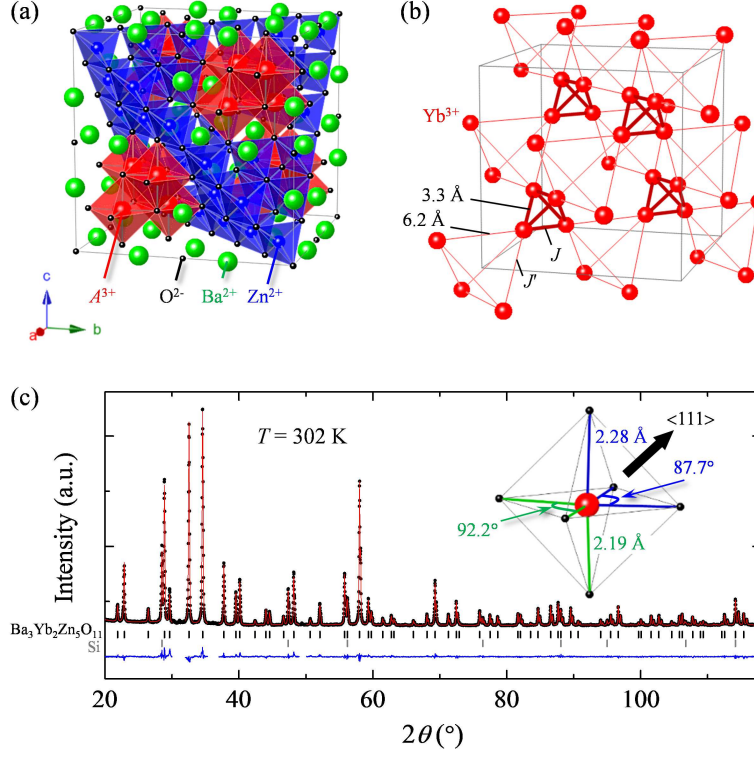 (a)
A³⁺
O²⁻
Ba²⁺
Zn²⁺
c
a
b
(b)
Yb³⁺
3.3 Å
6.2 Å
J
J'
(c)
T = 302 K
<111>
2.28 Å
87.7°
92.2°
2.19 Å
Intensity (a.u.)
Ba₃Yb₂Zn₅O₁₁
Si
20
40
60
80
100
2θ (°)